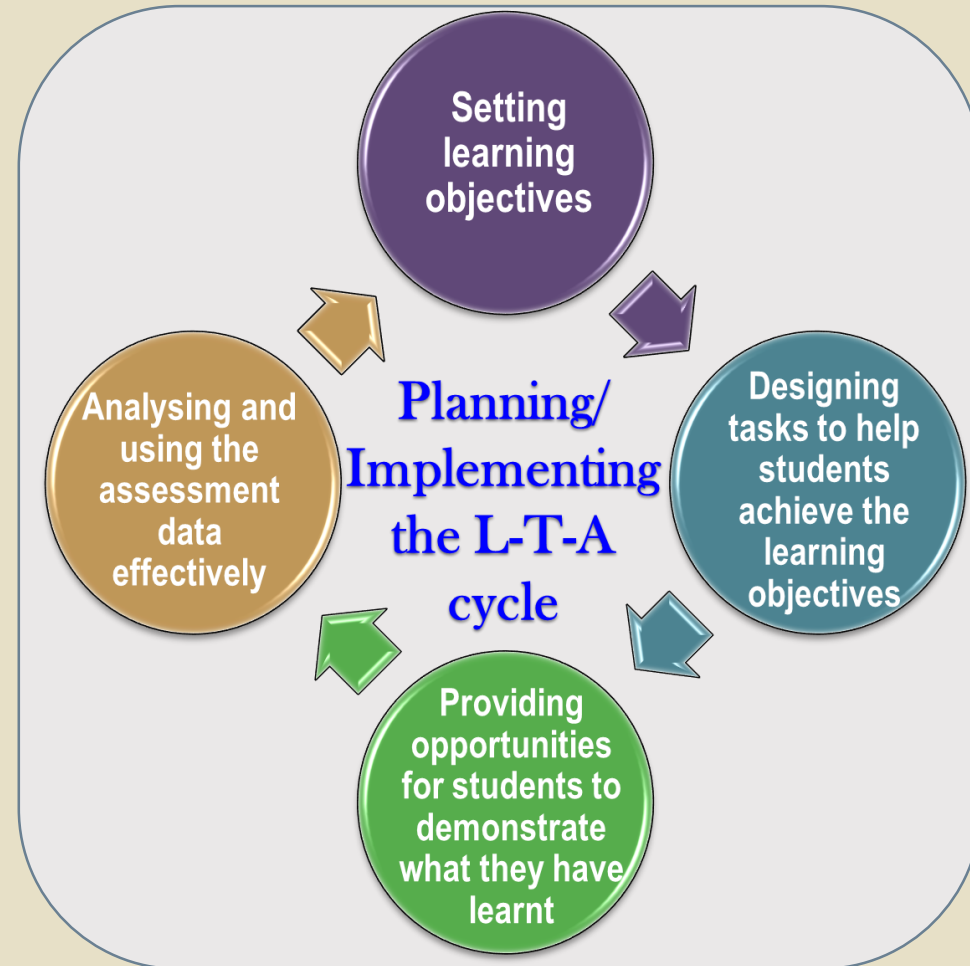 Setting
learning
objectives
Designing
tasks to help
students
achieve the
learning
objectives
Providing
opportunities
for students to
demonstrate
what they have
learnt
Analysing and
using the
assessment
data
effectively
Planning/
Implementing
the L-T-A
cycle